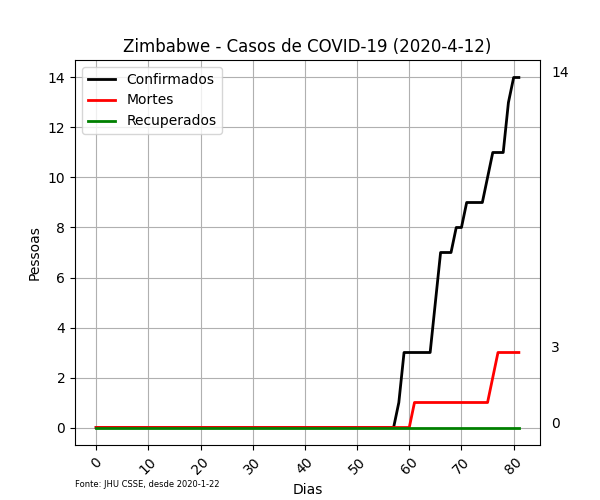 Zimbabwe - Casos de COVID-19 (2020-4-12)
Confirmados
Mortes
Recuperados
14
12
10
8
6
4
2
0
Pessoas
14
3
0
0
10
20
30
40
50
60
70
80
Dias
Fonte: JHU CSSE, desde 2020-1-22